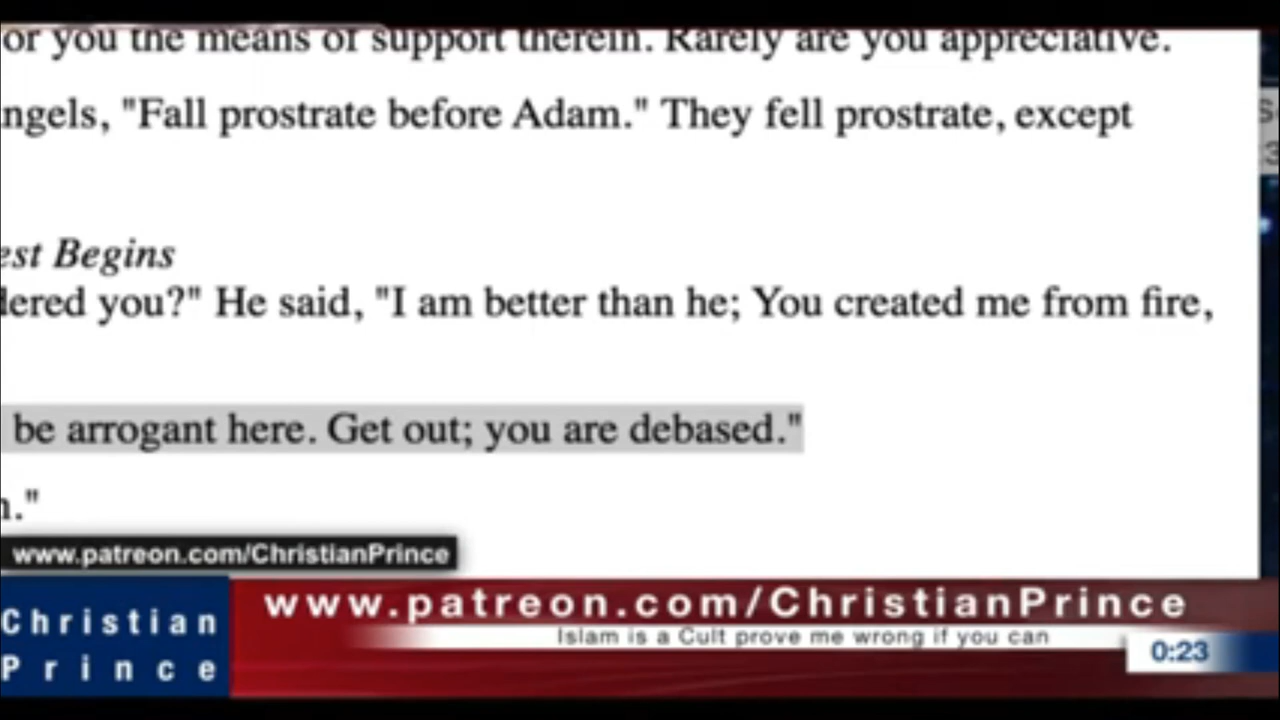 or you the means of support therein. Rarely are you appreciative.
ngels, "Fall prostrate before Adam." They fell prostrate, except
est Begins
dered you?" He said, "I am better than he; You created me from fire,
be arrogant here. Get out; you are debased."
n."
www.patreon.com/ChristianPrince
www.patreon.com/ChristianPrince
Christian
Prince
Islam is a Cult prove me wrong if you can
0:23